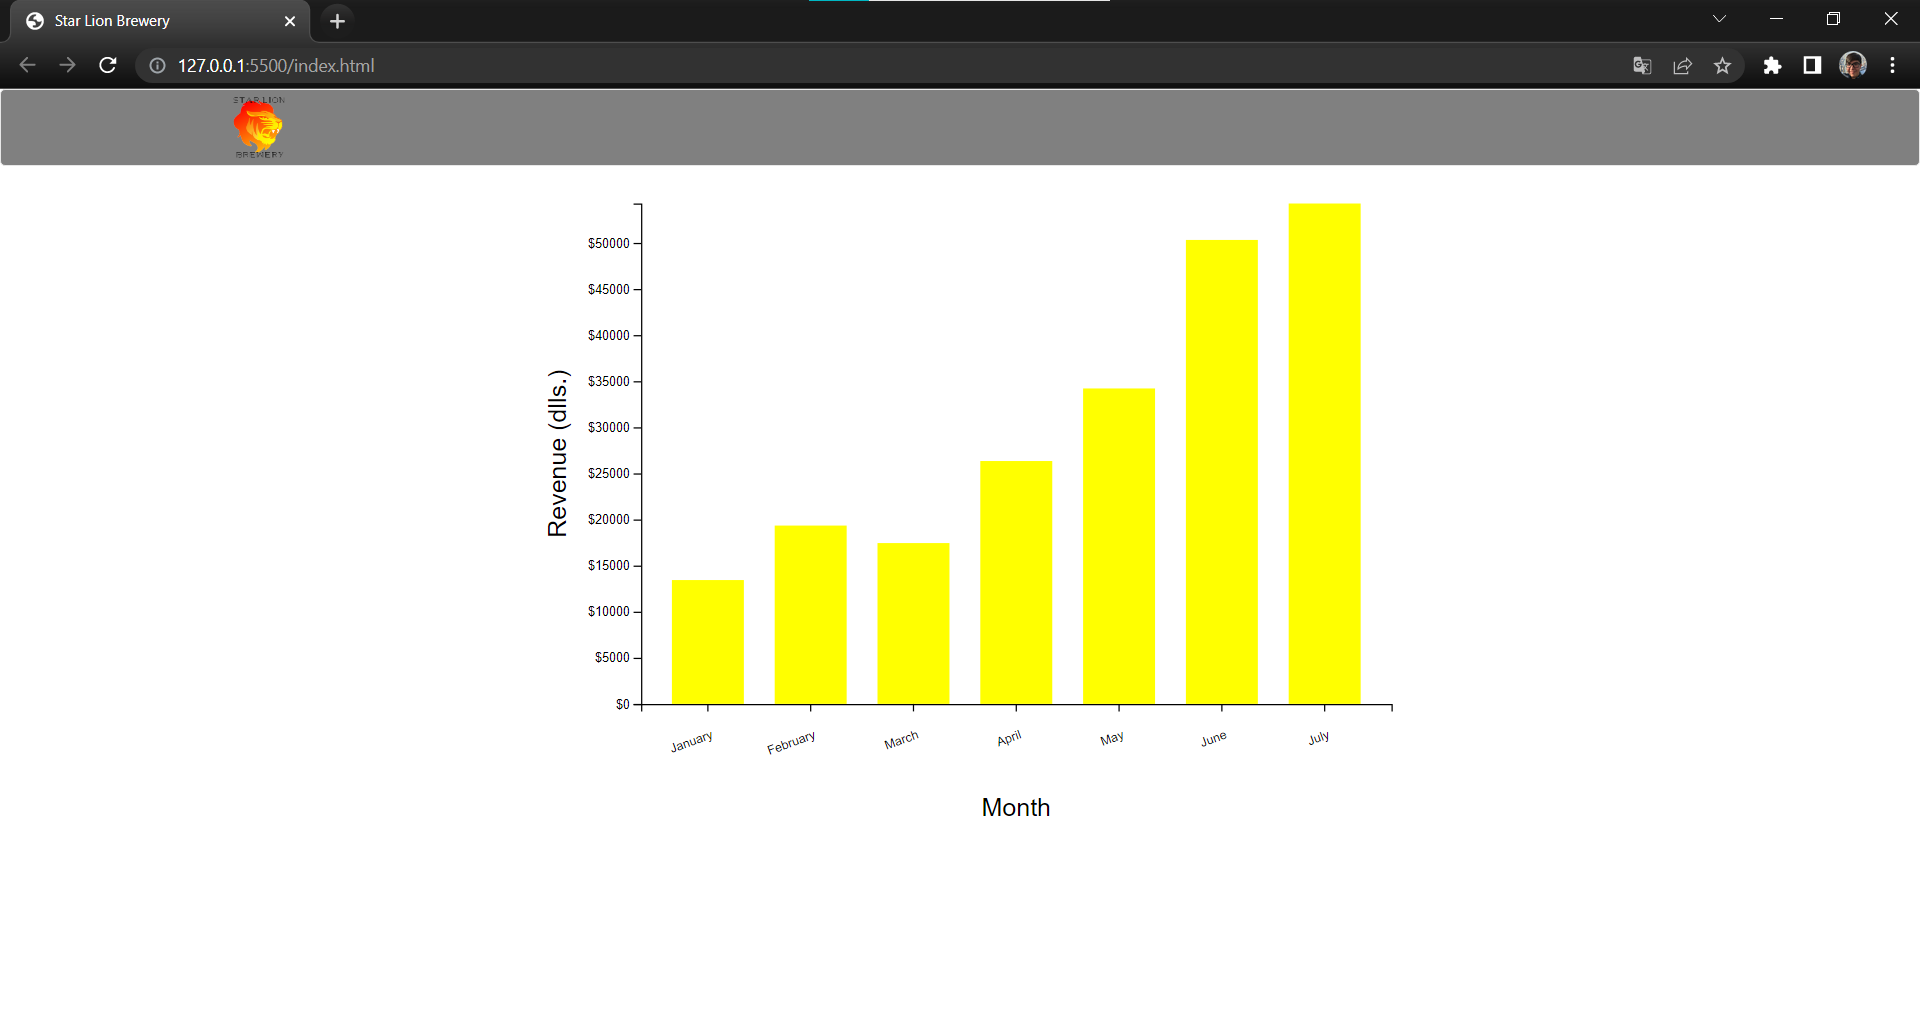 Star Lion Brewery
127.0.0.1:5500/index.html
STAR LION
BREWERY
$50000
$45000
$40000
$35000
$30000
$25000
$20000
$15000
$10000
$5000
$0
Revenue (dlls.)
January
February
March
April
May
June
July
Month